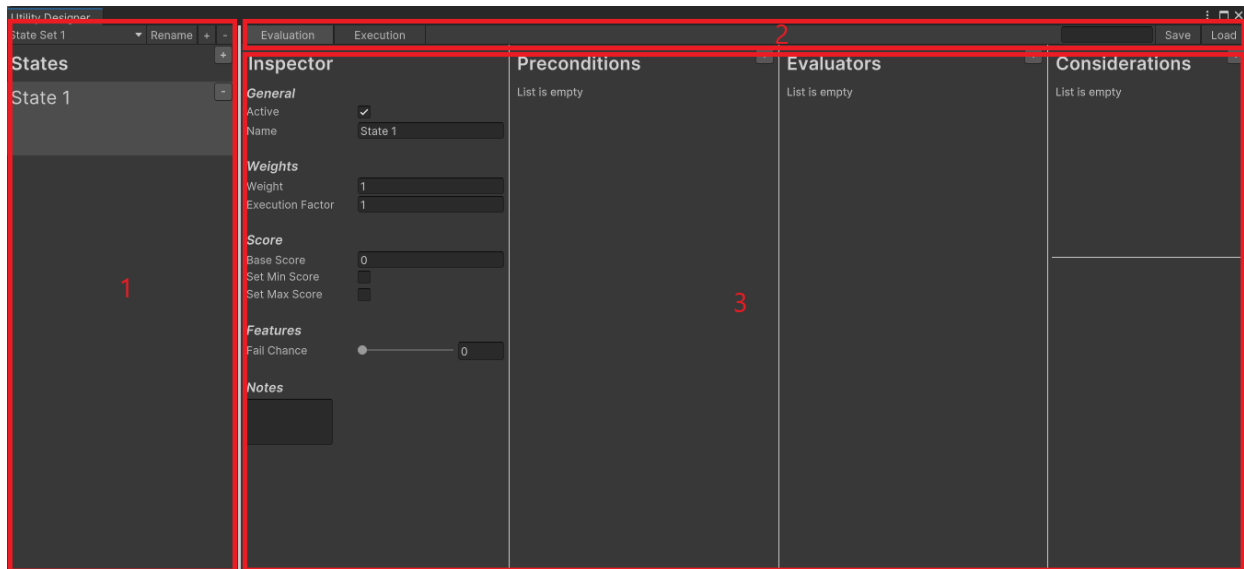 Utility Designer
State Set 1 Rename + -
Evaluation Execution 2 Save Load
States +
State 1 -
1
Inspector
General
Active
Name State 1
Weights
Weight 1
Execution Factor 1
Score
Base Score 0
Set Min Score
Set Max Score
Features
Fail Chance 0
Notes
Preconditions
List is empty
3
Evaluators
List is empty
Considerations
List is empty